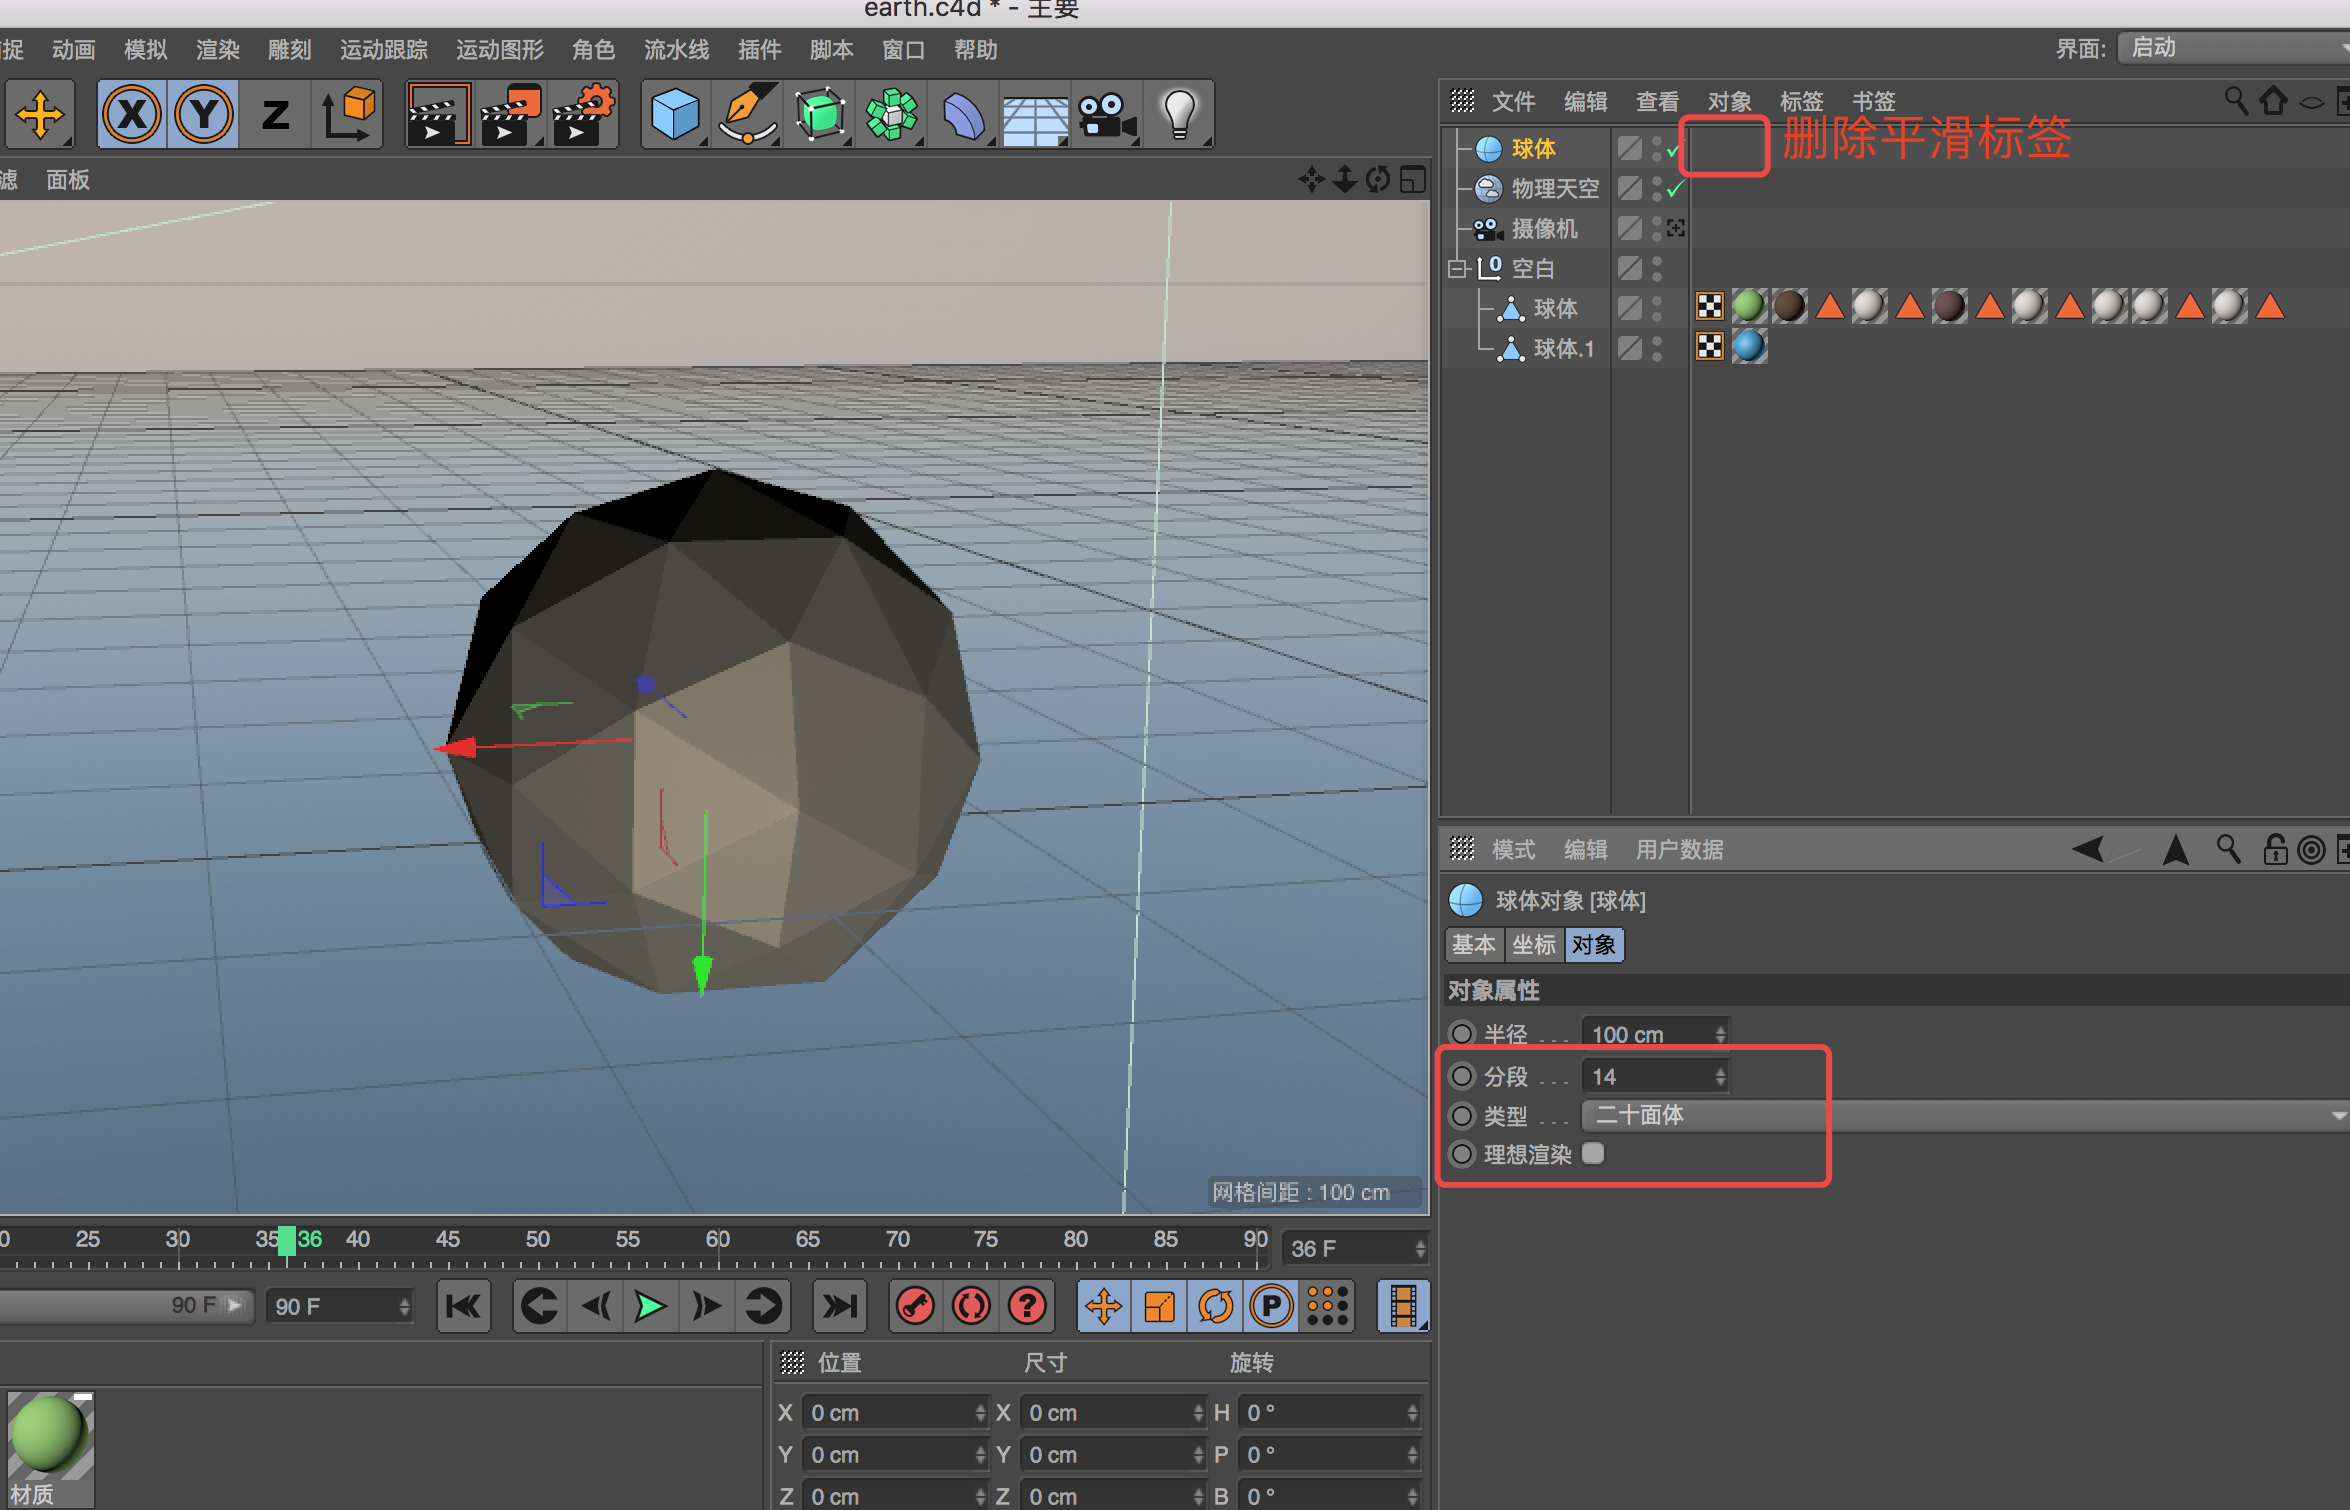 earth.c4d * - 主要
捉 动画 模拟 渲染 雕刻 运动跟踪 运动图形 角色 流水线 插件 脚本 窗口 帮助
界面: 启动
X Y Z
文件 编辑 查看 对象 标签 书签
滤 面板
球体
删除平滑标签
物理天空
摄像机
0 空白
球体
球体.1
模式 编辑 用户数据
球体对象 [球体]
基本 坐标 对象
对象属性
半径 . . . 100 cm
分段 . . . 14
类型 . . . 二十面体
理想渲染
网格间距 : 100 cm
0 25 30 35 36 40 45 50 55 60 65 70 75 80 85 90 36 F
90 F 90 F
? P
位置 尺寸 旋转
X 0 cm X 0 cm H 0 °
Y 0 cm Y 0 cm P 0 °
Z 0 cm Z 0 cm B 0 °
材质